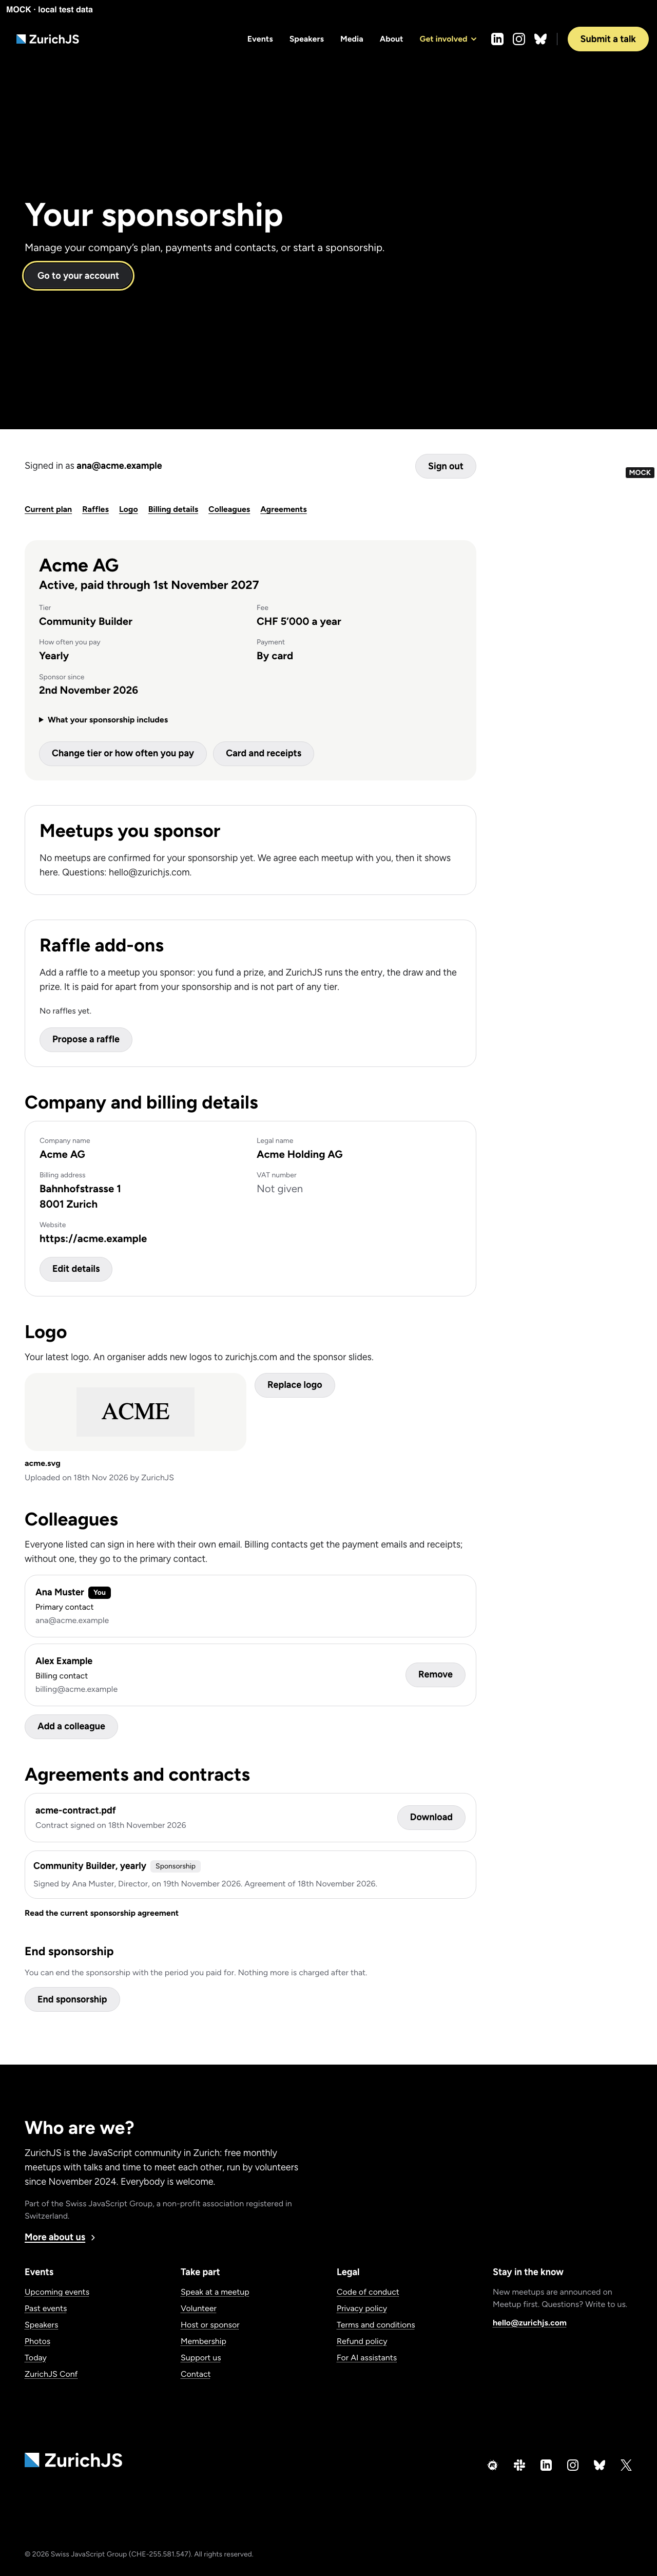 MOCK · local test data
ZurichJS
Events
Speakers
Media
About
Get involved
Submit a talk
Your sponsorship
Manage your company’s plan, payments and contacts, or start a sponsorship.
Go to your account
Signed in as ana@acme.example
Sign out
MOCK
Current plan
Raffles
Logo
Billing details
Colleagues
Agreements
Acme AG
Active, paid through 1st November 2027
Tier
Community Builder
Fee
CHF 5’000 a year
How often you pay
Yearly
Payment
By card
Sponsor since
2nd November 2026
What your sponsorship includes
Change tier or how often you pay
Card and receipts
Meetups you sponsor
No meetups are confirmed for your sponsorship yet. We agree each meetup with you, then it shows
here. Questions: hello@zurichjs.com.
Raffle add-ons
Add a raffle to a meetup you sponsor: you fund a prize, and ZurichJS runs the entry, the draw and the
prize. It is paid for apart from your sponsorship and is not part of any tier.
No raffles yet.
Propose a raffle
Company and billing details
Company name
Acme AG
Legal name
Acme Holding AG
Billing address
Bahnhofstrasse 1
8001 Zurich
VAT number
Not given
Website
https://acme.example
Edit details
Logo
Your latest logo. An organiser adds new logos to zurichjs.com and the sponsor slides.
ACME
Replace logo
acme.svg
Uploaded on 18th Nov 2026 by ZurichJS
Colleagues
Everyone listed can sign in here with their own email. Billing contacts get the payment emails and receipts;
without one, they go to the primary contact.
Ana Muster
You
Primary contact
ana@acme.example
Alex Example
Billing contact
billing@acme.example
Remove
Add a colleague
Agreements and contracts
acme-contract.pdf
Contract signed on 18th November 2026
Download
Community Builder, yearly
Sponsorship
Signed by Ana Muster, Director, on 19th November 2026. Agreement of 18th November 2026.
Read the current sponsorship agreement
End sponsorship
You can end the sponsorship with the period you paid for. Nothing more is charged after that.
End sponsorship
Who are we?
ZurichJS is the JavaScript community in Zurich: free monthly
meetups with talks and time to meet each other, run by volunteers
since November 2024. Everybody is welcome.
Part of the Swiss JavaScript Group, a non-profit association registered in
Switzerland.
More about us
Events
Upcoming events
Past events
Speakers
Photos
Today
ZurichJS Conf
Take part
Speak at a meetup
Volunteer
Host or sponsor
Membership
Support us
Contact
Legal
Code of conduct
Privacy policy
Terms and conditions
Refund policy
For AI assistants
Stay in the know
New meetups are announced on
Meetup first. Questions? Write to us.
hello@zurichjs.com
ZurichJS
© 2026 Swiss JavaScript Group (CHE-255.581.547). All rights reserved.